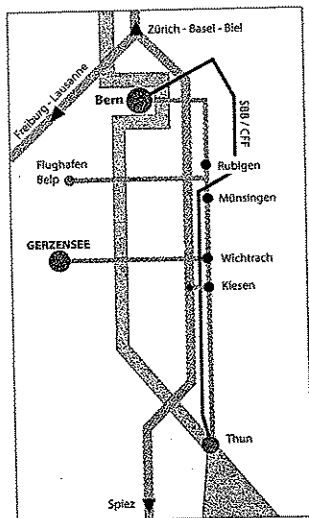 Zürich - Basel - Biel
Freiburg - Lausanne
Bern
SBB / CFF
Flughafen
Belp
Rubigen
Münsingen
GERZENSEE
Wichtrach
Kiesen
Thun
Spiez